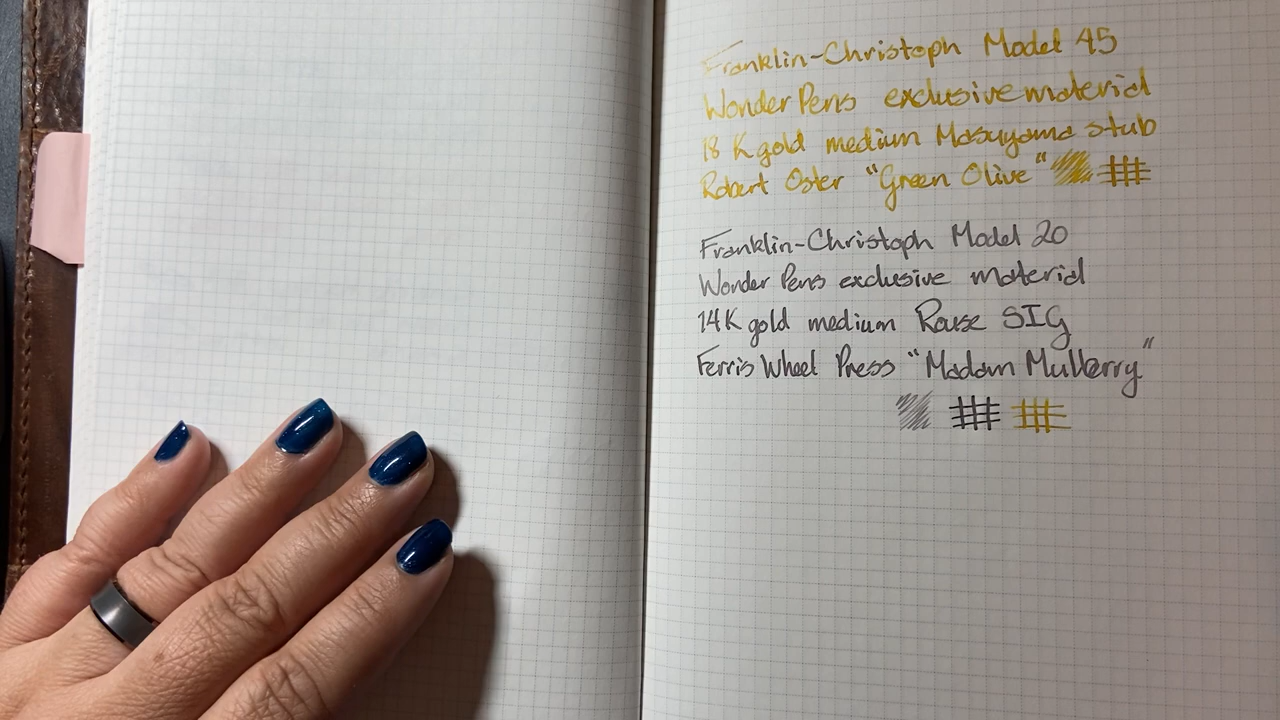 Franklin-Christoph Model 45
Wonder Pens exclusive material
18K gold medium Masuyama stub
Robert Oster "Green Olive"
Franklin-Christoph Model 20
Wonder Pens exclusive material
14K gold medium Rouse SIG
Ferris Wheel Press "Madam Mulberry"